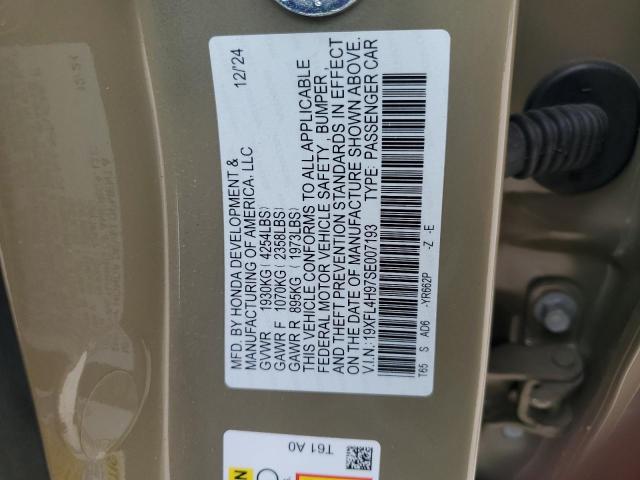 MFD. BY HONDA DEVELOPMENT & 12/'24
MANUFACTURING OF AMERICA, LLC
GVWR 1930KG ( 4254LBS)
GAWR F 1070KG ( 2358LBS)
GAWR R 895KG ( 1973LBS)
THIS VEHICLE CONFORMS TO ALL APPLICABLE
FEDERAL MOTOR VEHICLE SAFETY , BUMPER
AND THEFT PREVENTION STANDARDS IN EFFECT
ON THE DATE OF MANUFACTURE SHOWN ABOVE.
V.I.N.:19XFL4H97SE007193 TYPE: PASSENGER CAR
T65 S AD6 -YR662P -Z -E
T61 A0